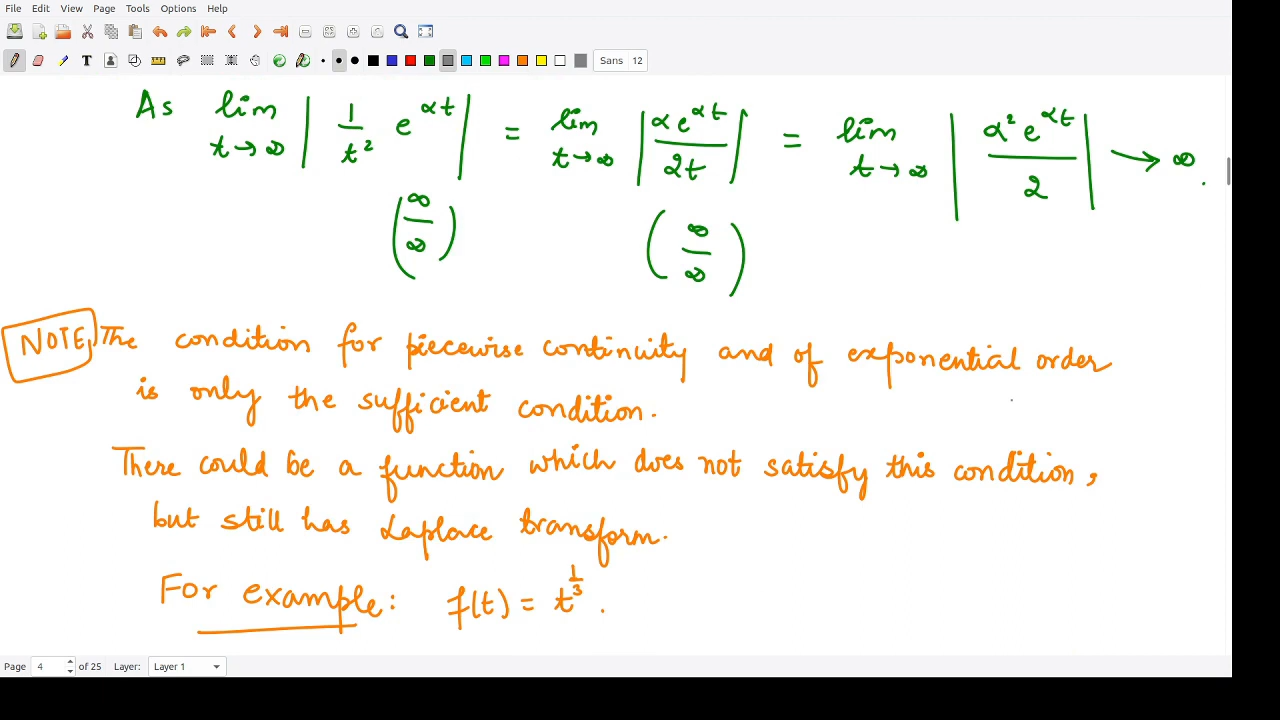 File Edit View Page Tools Options Help
T Sans 12
As lim t→∞ | 1/t² e^αt | = lim t→∞ | αe^αt / 2t | = lim t→∞ | α² e^αt / 2 | → ∞.
(∞/∞) (∞/∞)
NOTE The condition for piecewise continuity and of exponential order
is only the sufficient condition.
There could be a function which does not satisfy this condition,
but still has Laplace transform.
For example: f(t) = t^1/3.
Page 4 of 25 Layer: Layer 1